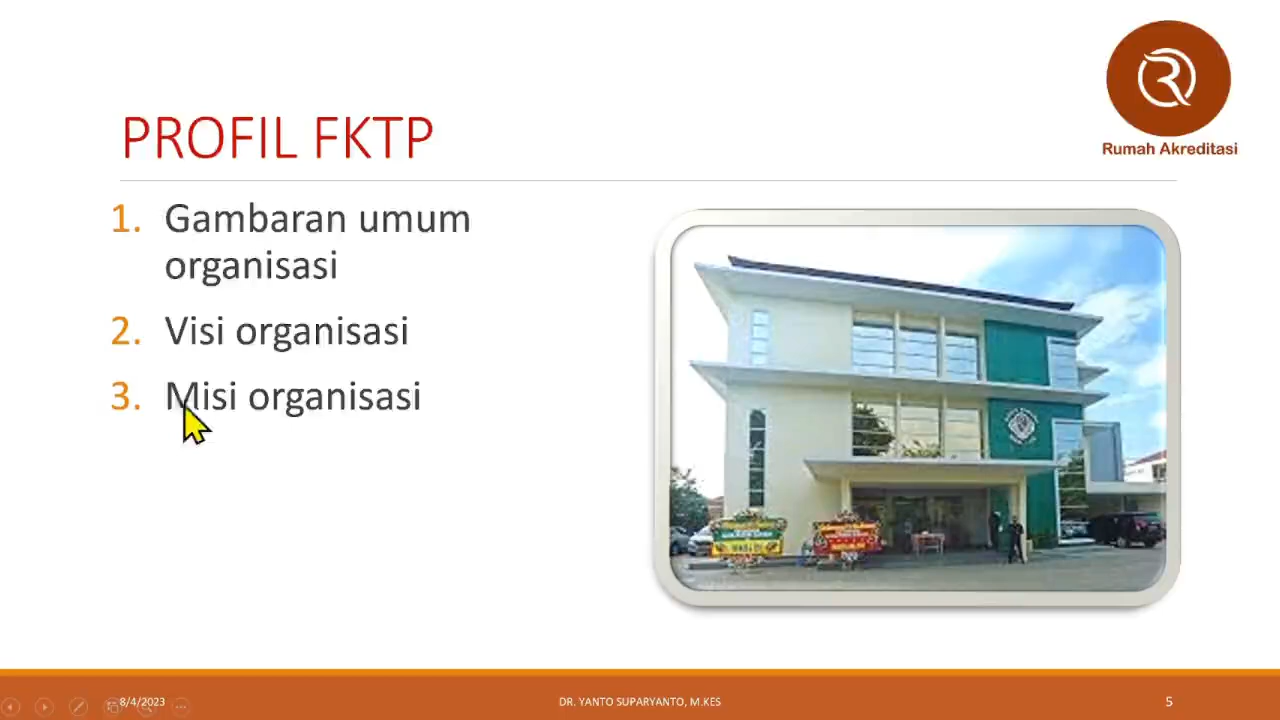 Rumah Akreditasi
PROFIL FKTP
1. Gambaran umum
organisasi
2. Visi organisasi
3. Misi organisasi
8/4/2023
DR. YANTO SUPARYANTO, M.KES
5